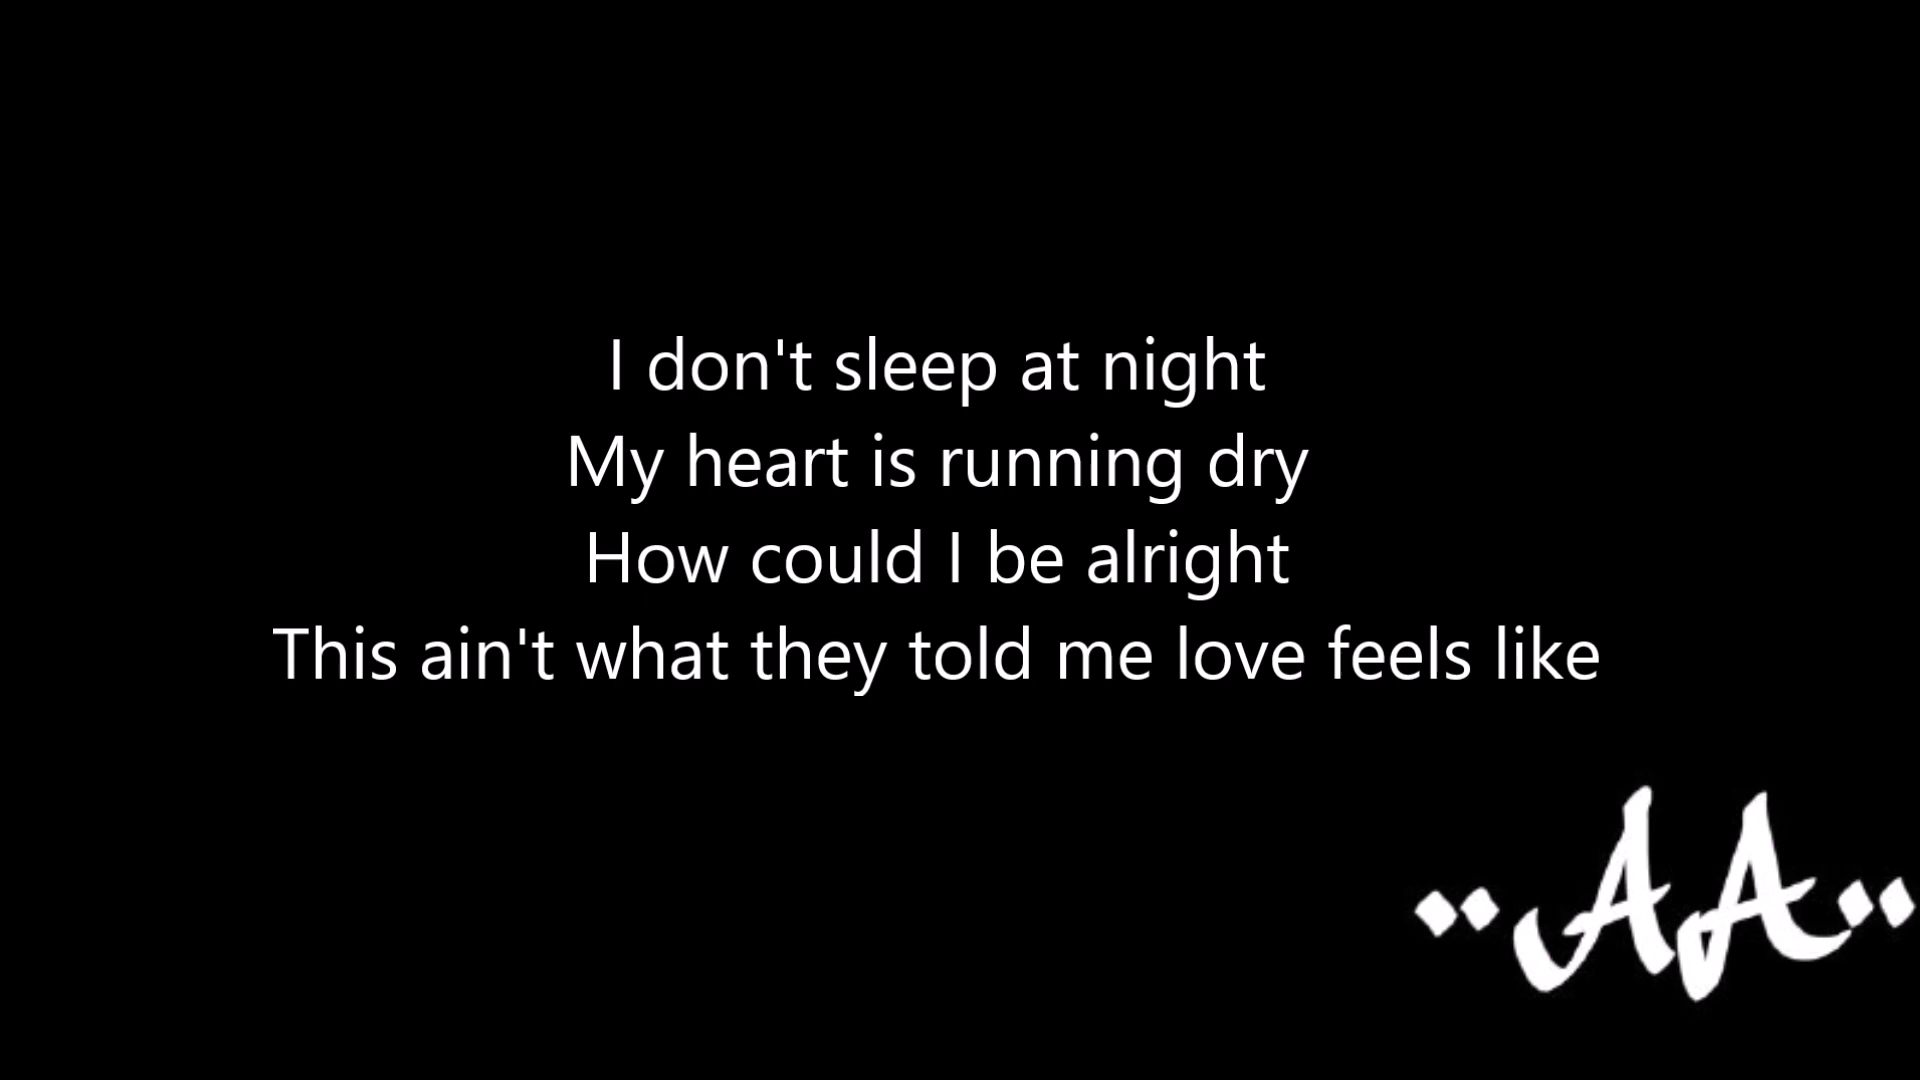 I don't sleep at night
My heart is running dry
How could I be alright
This ain't what they told me love feels like
··AA··